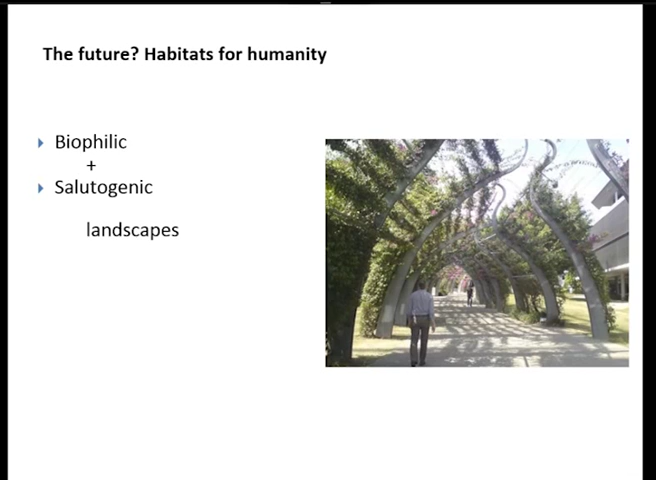 The future? Habitats for humanity
Biophilic
+
Salutogenic
landscapes